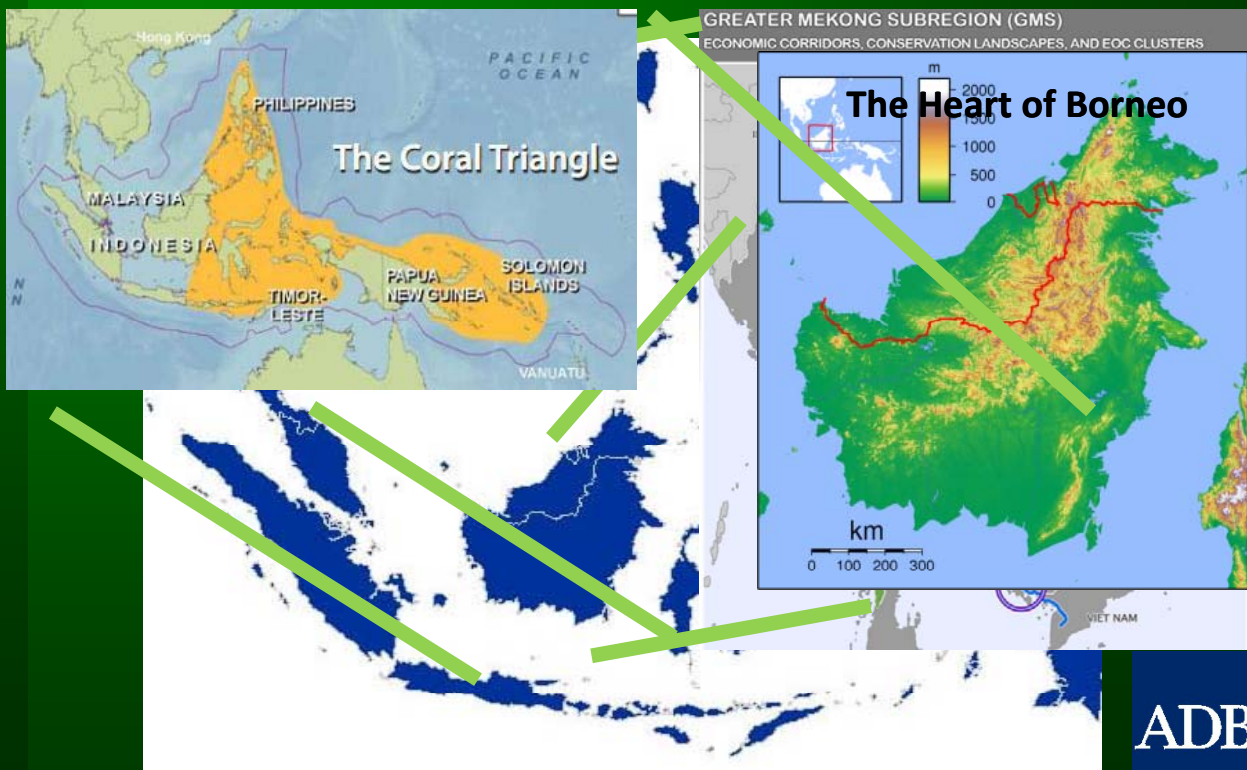 Hong Kong
PACIFIC
OCEAN
PHILIPPINES
The Coral Triangle
MALAYSIA
INDONESIA
PAPUA
NEW GUINEA
SOLOMON
ISLANDS
TIMOR-
LESTE
VANUATU
GREATER MEKONG SUBREGION (GMS)
ECONOMIC CORRIDORS, CONSERVATION LANDSCAPES, AND EOC CLUSTERS
The Heart of Borneo
m
2000
1500
1000
500
0
km
0 100 200 300
VIET NAM
ADB